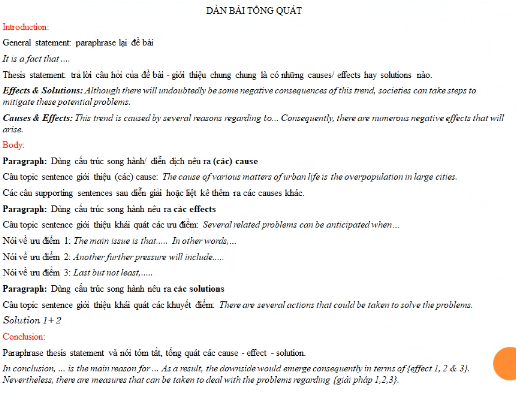 DÀN BÀI TỔNG QUÁT
Introduction:
General statement: paraphrase lại đề bài
It is a fact that ....
Thesis statement: trả lời câu hỏi của đề bài - giới thiệu chung chung là có những causes/ effects hay solutions nào.
Effects & Solutions: Although there will undoubtedly be some negative consequences of this trend, societies can take steps to
mitigate these potential problems.
Causes & Effects: This trend is caused by several reasons regarding to... Consequently, there are numerous negative effects that will
arise.
Body:
Paragraph: Dùng cấu trúc song hành/ diễn dịch nêu ra (các) cause
Câu topic sentence giới thiệu (các) cause: The cause of various matters of urban life is the overpopulation in large cities.
Các câu supporting sentences sau diễn giải hoặc liệt kê thêm ra các causes khác.
Paragraph: Dùng cấu trúc song hành nêu ra các effects
Câu topic sentence giới thiệu khái quát các ưu điểm: Several related problems can be anticipated when...
Nói về ưu điểm 1: The main issue is that..... In other words,...
Nói về ưu điểm 2: Another further pressure will include.....
Nói về ưu điểm 3: Last but not least,.....
Paragraph: Dùng cấu trúc song hành nêu ra các solutions
Câu topic sentence giới thiệu khái quát các khuyết điểm: There are several actions that could be taken to solve the problems.
Solution 1+ 2
Conclusion:
Paraphrase thesis statement và nói tóm tắt, tổng quát các cause - effect - solution.
In conclusion, ... is the main reason for ... As a result, the downside would emerge consequently in terms of {effect 1, 2 & 3}.
Nevertheless, there are measures that can be taken to deal with the problems regarding {giải pháp 1,2,3}.